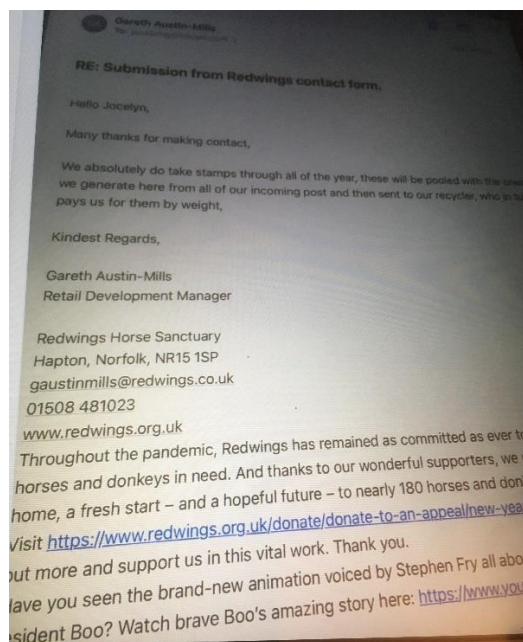 Gareth Austin-Mills
To:
RE: Submission from Redwings contact form.
Hello Jocelyn,
Many thanks for making contact,
We absolutely do take stamps through all of the year, these will be pooled with the
we generate here from all of our incoming post and then sent to our recycler, who in
pays us for them by weight,
Kindest Regards,
Gareth Austin-Mills
Retail Development Manager
Redwings Horse Sanctuary
Hapton, Norfolk, NR15 1SP
gaustinmills@redwings.co.uk
01508 481023
www.redwings.org.uk
Throughout the pandemic, Redwings has remained as committed as ever to
horses and donkeys in need. And thanks to our wonderful supporters, we
home, a fresh start – and a hopeful future – to nearly 180 horses and don
Visit https://www.redwings.org.uk/donate/donate-to-an-appeal/new-yea
out more and support us in this vital work. Thank you.
Have you seen the brand-new animation voiced by Stephen Fry all abo
esident Boo? Watch brave Boo's amazing story here: https://www.you